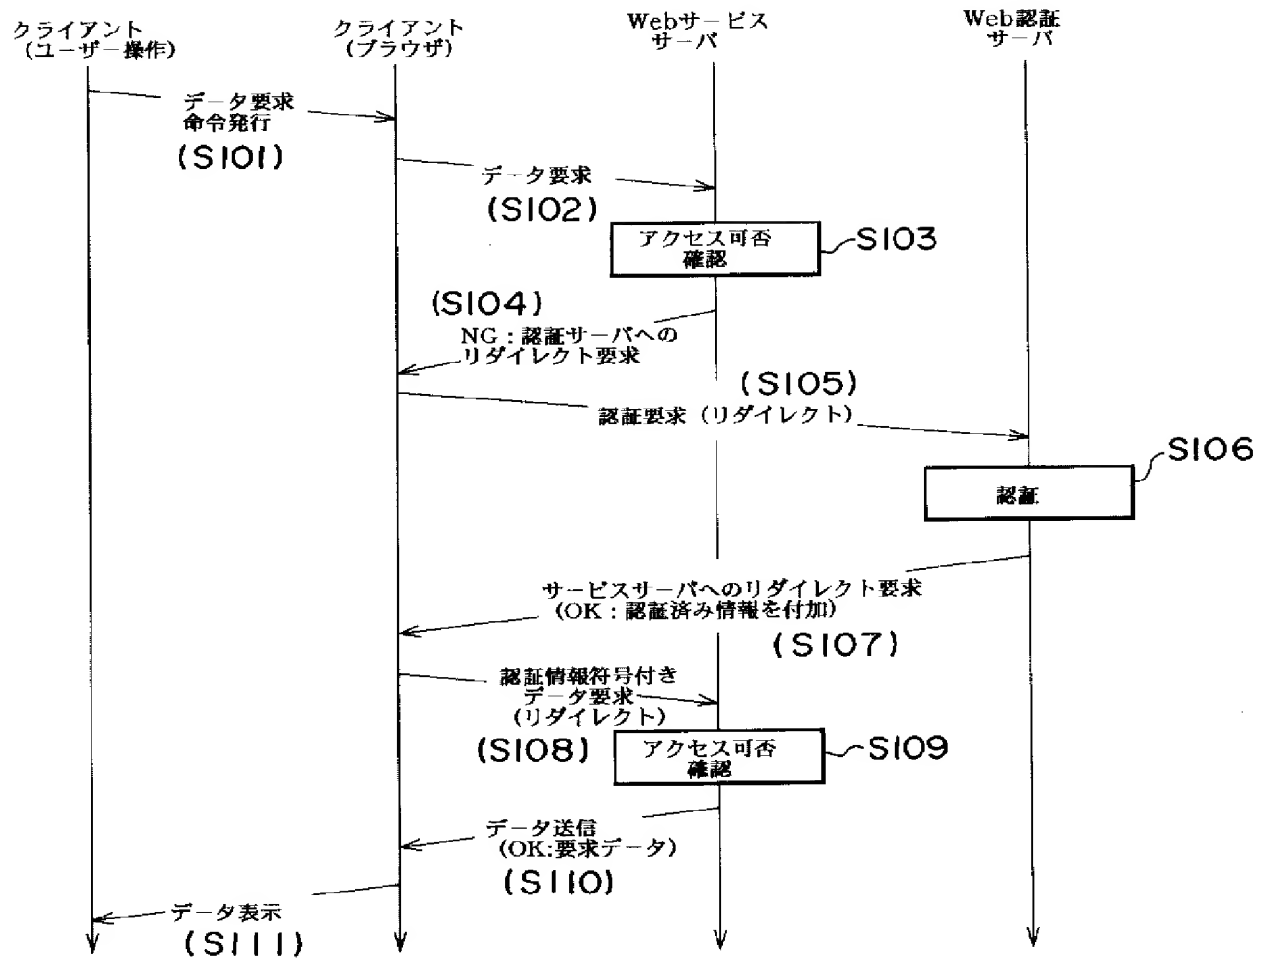 クライアント
(ユーザー操作)
クライアント
(ブラウザ)
Webサービス
サーバ
Web認証
サーバ
データ要求
命令発行
(S101)
データ要求
(S102)
アクセス可否
確認
S103
(S104)
NG:認証サーバへの
リダイレクト要求
(S105)
認証要求(リダイレクト)
S106
認証
サービスサーバへのリダイレクト要求
(OK:認証済み情報を付加)
(S107)
認証情報符号付き
データ要求
(リダイレクト)
(S108)
アクセス可否
確認
S109
データ送信
(OK:要求データ)
(S110)
データ表示
(S111)